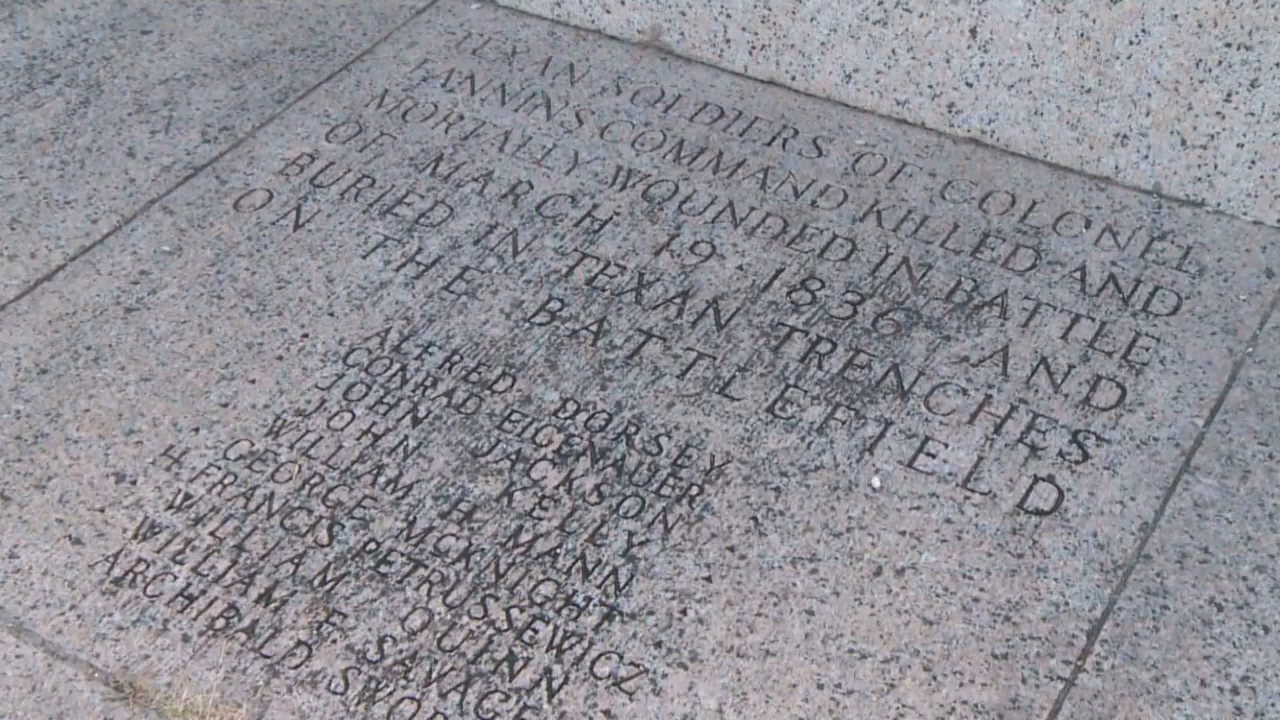 TEXAN SOLDIERS OF COLONEL
FANNINS COMMAND KILLED AND
MORTALLY WOUNDED IN BATTLE
OF MARCH 19 1836 AND
BURIED IN TEXAN TRENCHES
ON THE BATTLEFIELD
ALFRED DORSEY
CONRAD EIGENAUER
JOHN JACKSON
JOHN KELLY
WILLIAM H. MANN
GEORGE MCKNIGHT
H. FRANCIS PETRUSSEWICZ
WILLIAM QUINN
WILLIAM F. SAVAGE
ARCHIBALD